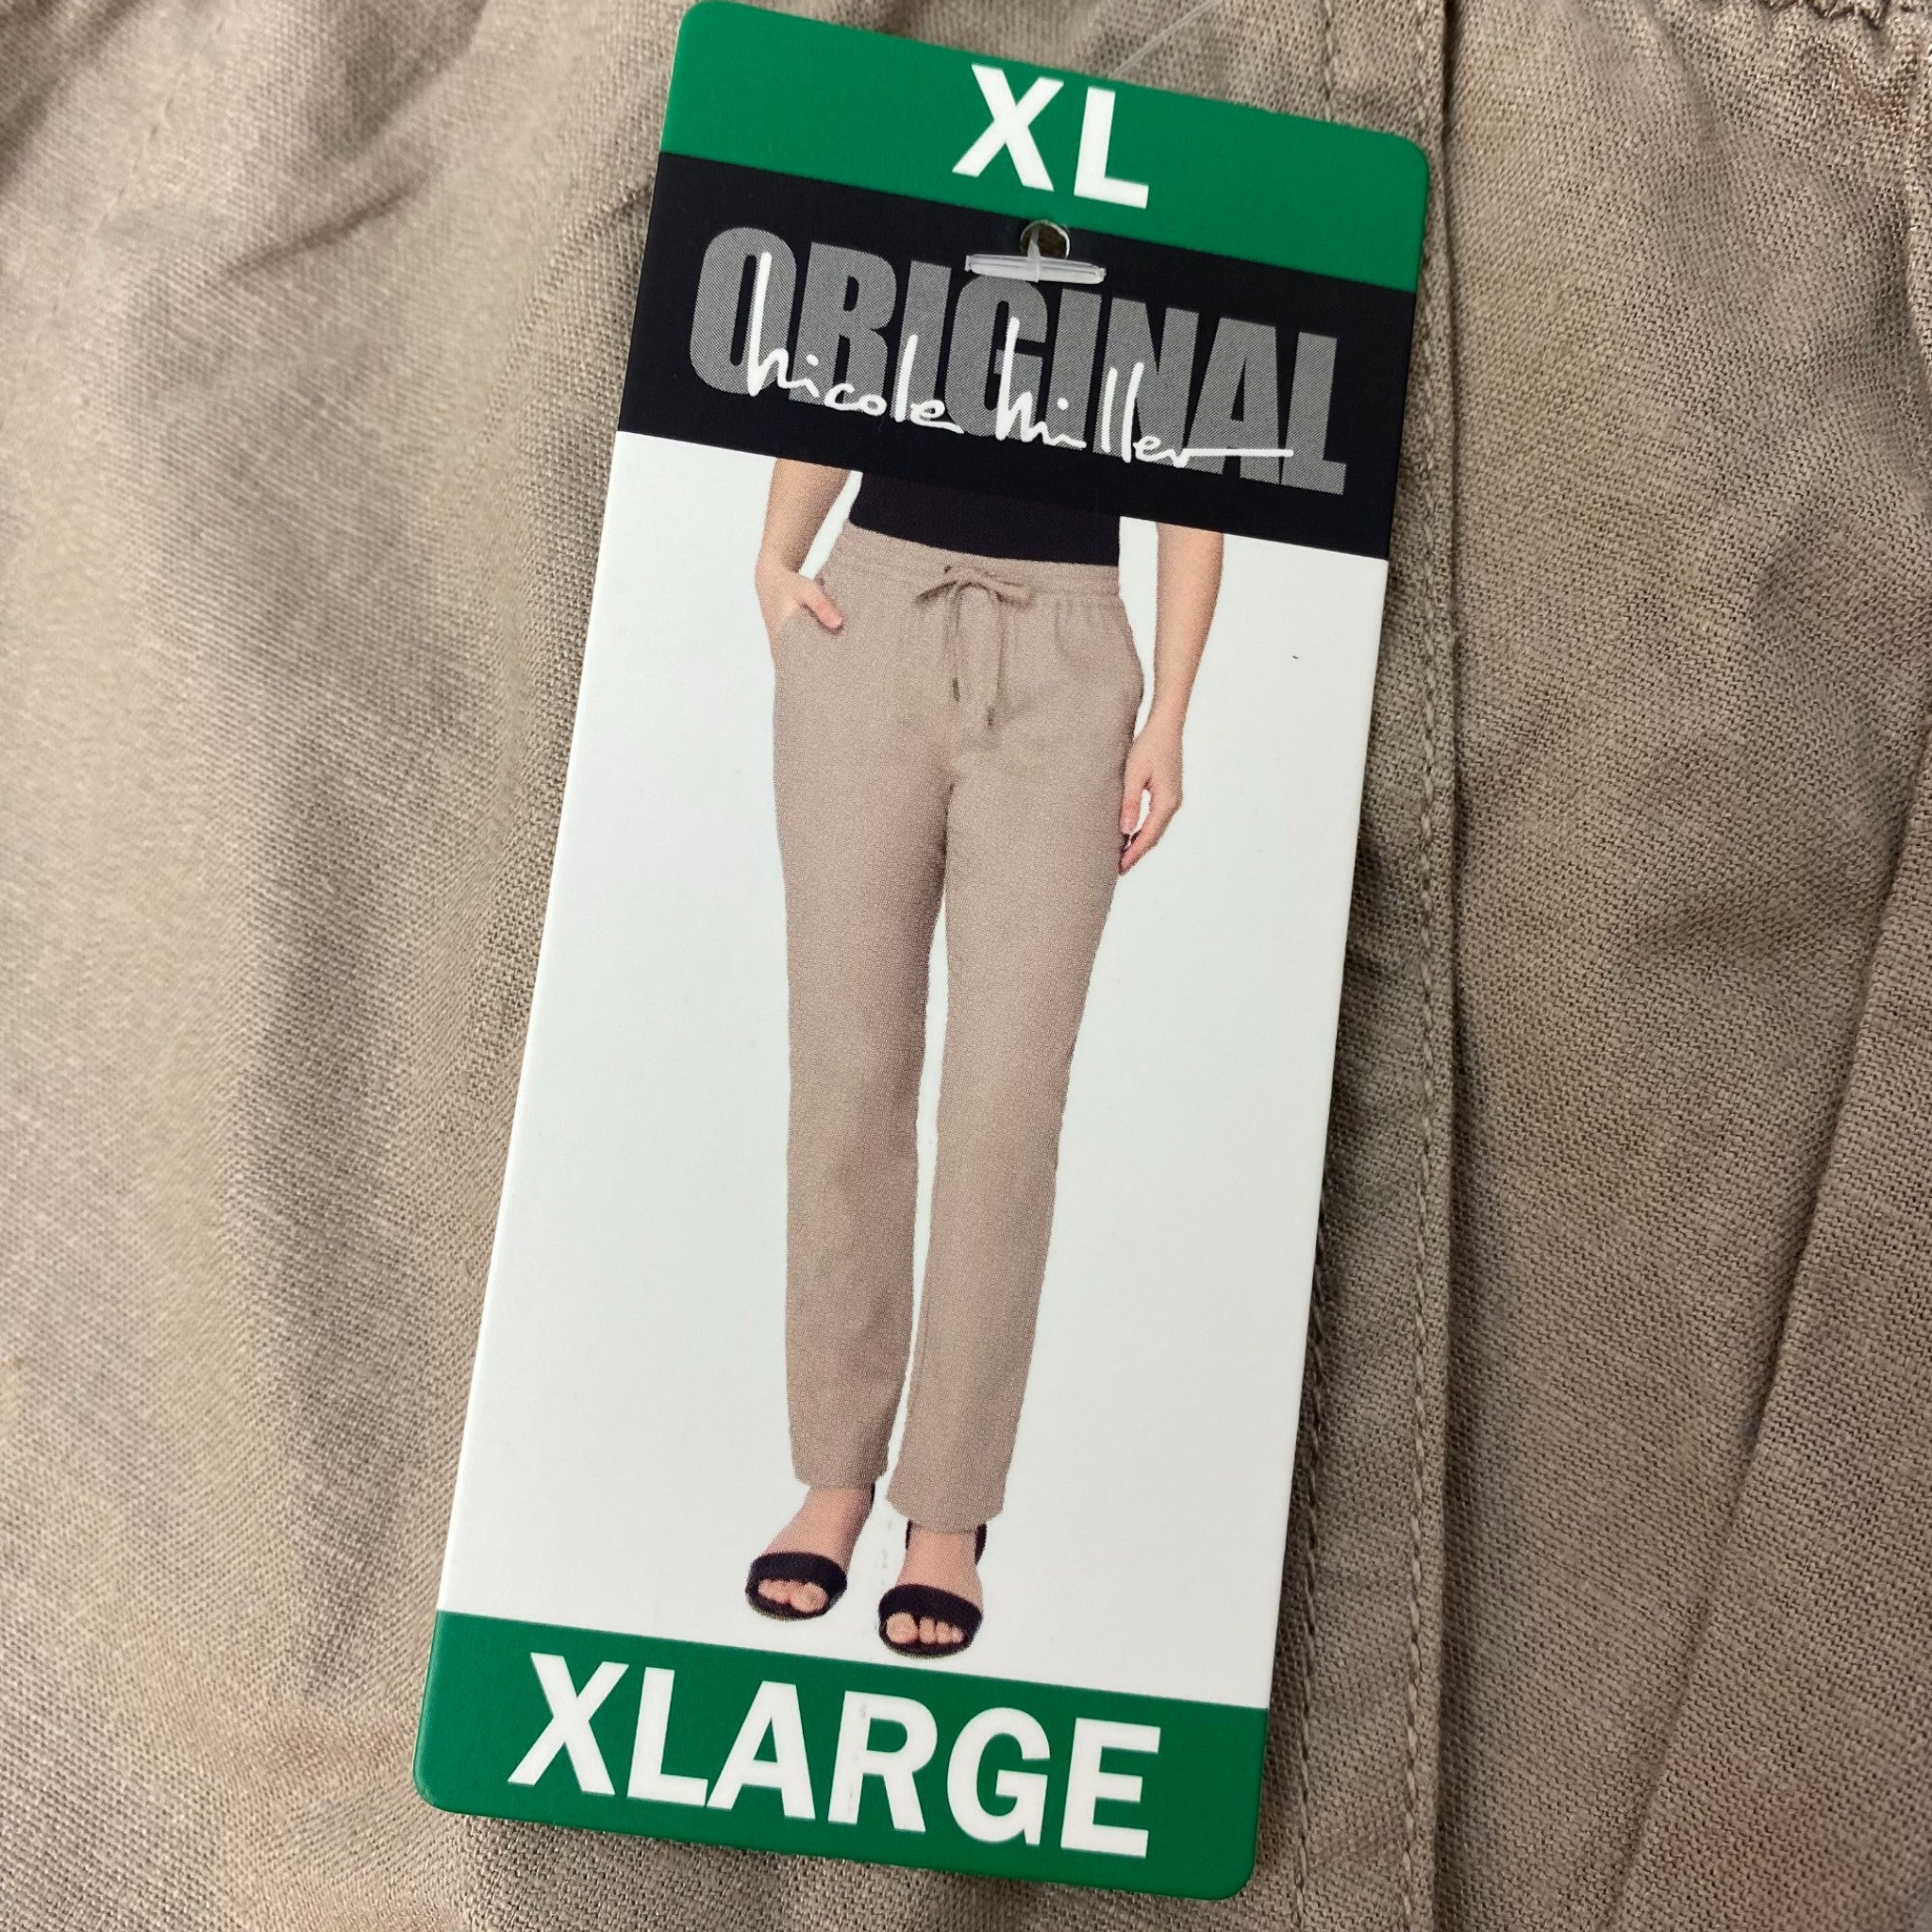 XL
ORIGINAL
nicole miller
XLARGE